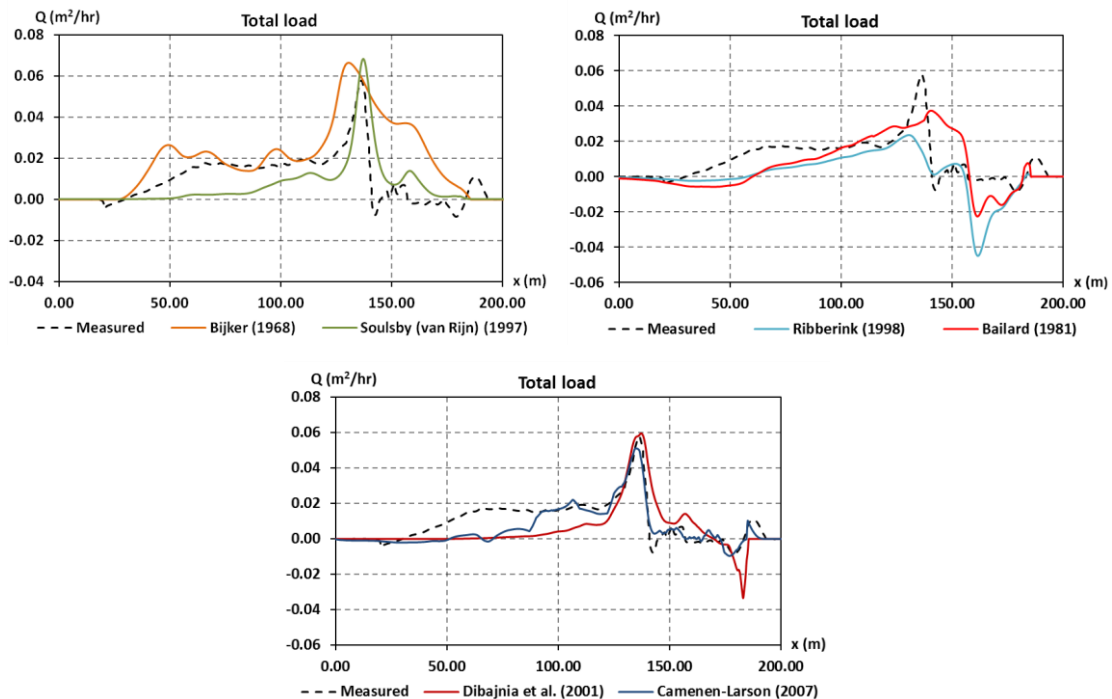 Q (m²/hr)
Total load
0.08
0.06
0.04
0.02
0.00
-0.02
-0.04
x (m)
0.00 50.00 100.00 150.00 200.00
Measured Bijker (1968) Soulsby (van Rijn) (1997)
Q (m²/hr)
Total load
0.08
0.06
0.04
0.02
0.00
-0.02
-0.04
-0.06
x (m)
0.00 50.00 100.00 150.00 200.00
Measured Ribberink (1998) Bailard (1981)
Q (m²/hr)
Total load
0.08
0.06
0.04
0.02
0.00
-0.02
-0.04
-0.06
x (m)
0.00 50.00 100.00 150.00 200.00
Measured Dibajnia et al. (2001) Camenen-Larson (2007)